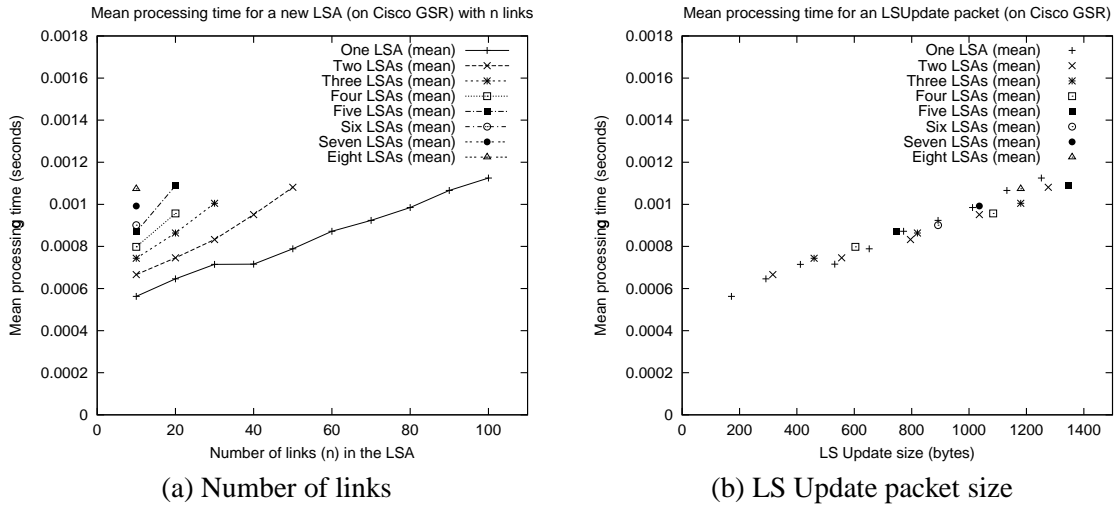 Mean processing time for a new LSA (on Cisco GSR) with n links
0.0018
0.0016
0.0014
0.0012
0.001
0.0008
0.0006
0.0004
0.0002
0
Mean processing time (seconds)
One LSA (mean)
Two LSAs (mean)
Three LSAs (mean)
Four LSAs (mean)
Five LSAs (mean)
Six LSAs (mean)
Seven LSAs (mean)
Eight LSAs (mean)
0 20 40 60 80 100
Number of links (n) in the LSA
(a) Number of links
Mean processing time for an LSUpdate packet (on Cisco GSR)
0.0018
0.0016
0.0014
0.0012
0.001
0.0008
0.0006
0.0004
0.0002
0
Mean processing time (seconds)
One LSA (mean)
Two LSAs (mean)
Three LSAs (mean)
Four LSAs (mean)
Five LSAs (mean)
Six LSAs (mean)
Seven LSAs (mean)
Eight LSAs (mean)
0 200 400 600 800 1000 1200 1400
LS Update size (bytes)
(b) LS Update packet size